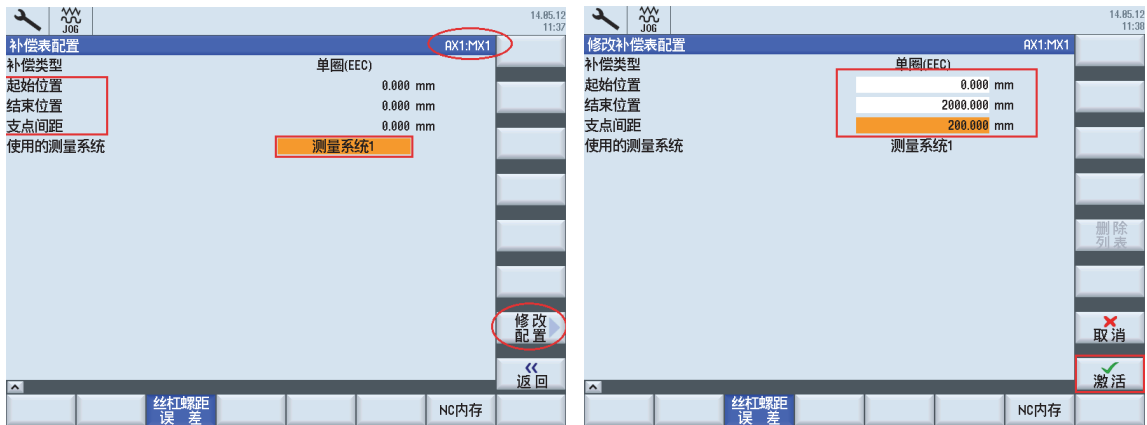 JOG
14.05.12
11:37
补偿表配置 AX1:MX1
补偿类型 单圈(EEC)
起始位置 0.000 mm
结束位置 0.000 mm
支点间距 0.000 mm
使用的测量系统 测量系统1
修改
配置
返回
丝杠螺距
误 差
NC内存
JOG
14.05.12
11:38
修改补偿表配置 AX1:MX1
补偿类型 单圈(EEC)
起始位置 0.000 mm
结束位置 2000.000 mm
支点间距 200.000 mm
使用的测量系统 测量系统1
删除
列表
取消
激活
丝杠螺距
误 差
NC内存